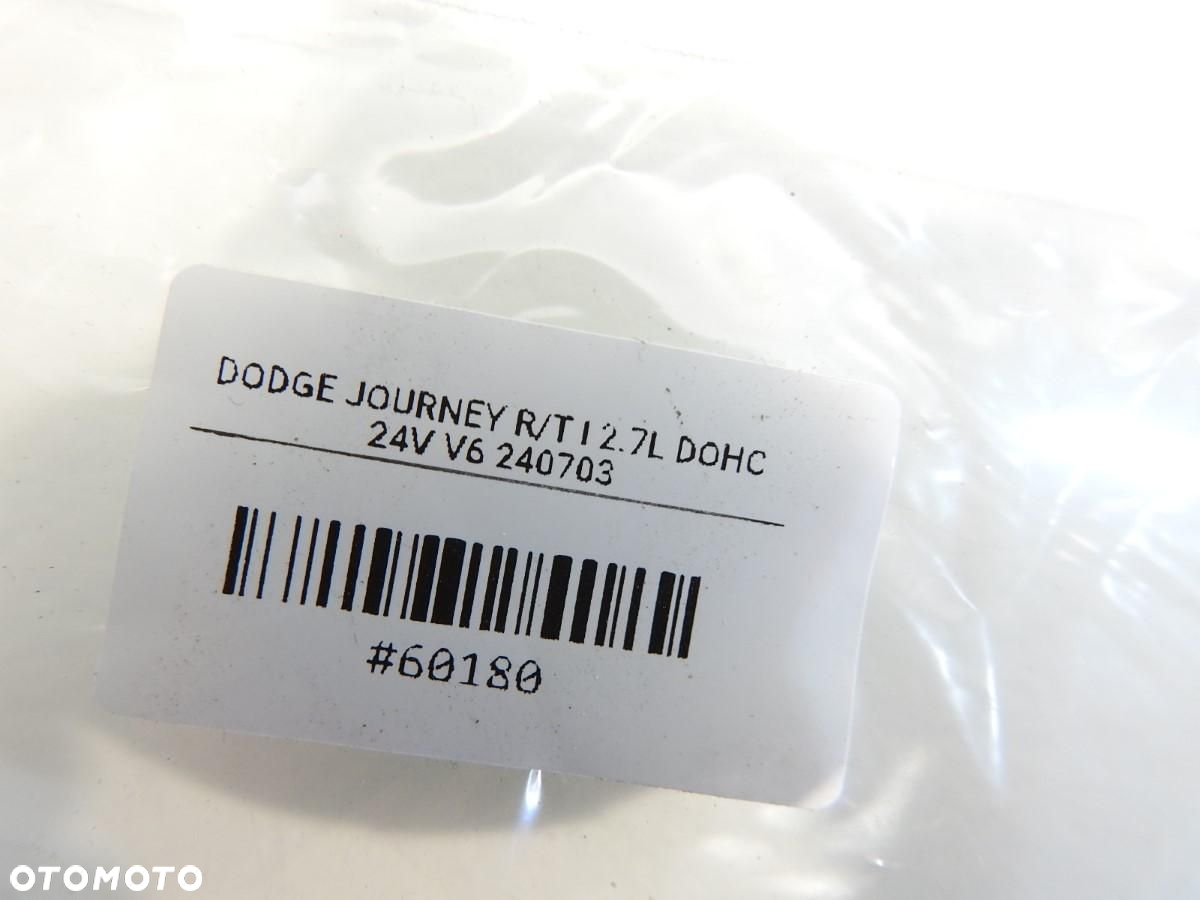 DODGE JOURNEY R/T I 2.7L DOHC
24V V6 240703
#60180
OTOMOTO